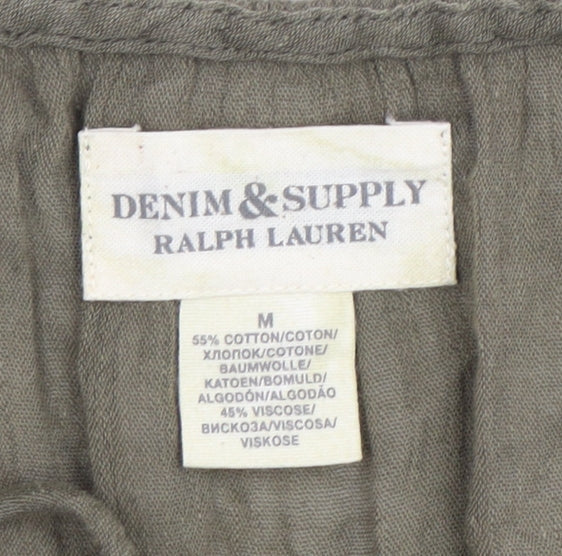 DENIM & SUPPLY
RALPH LAUREN
M
55% COTTON/COTON/
ХЛОПОК/COTONE/
BAUMWOLLE/
KATOEN/BOMULD/
ALGODÓN/ALGODÃO
45% VISCOSE/
ВИСКОЗА/VISCOSA/
VISKOSE